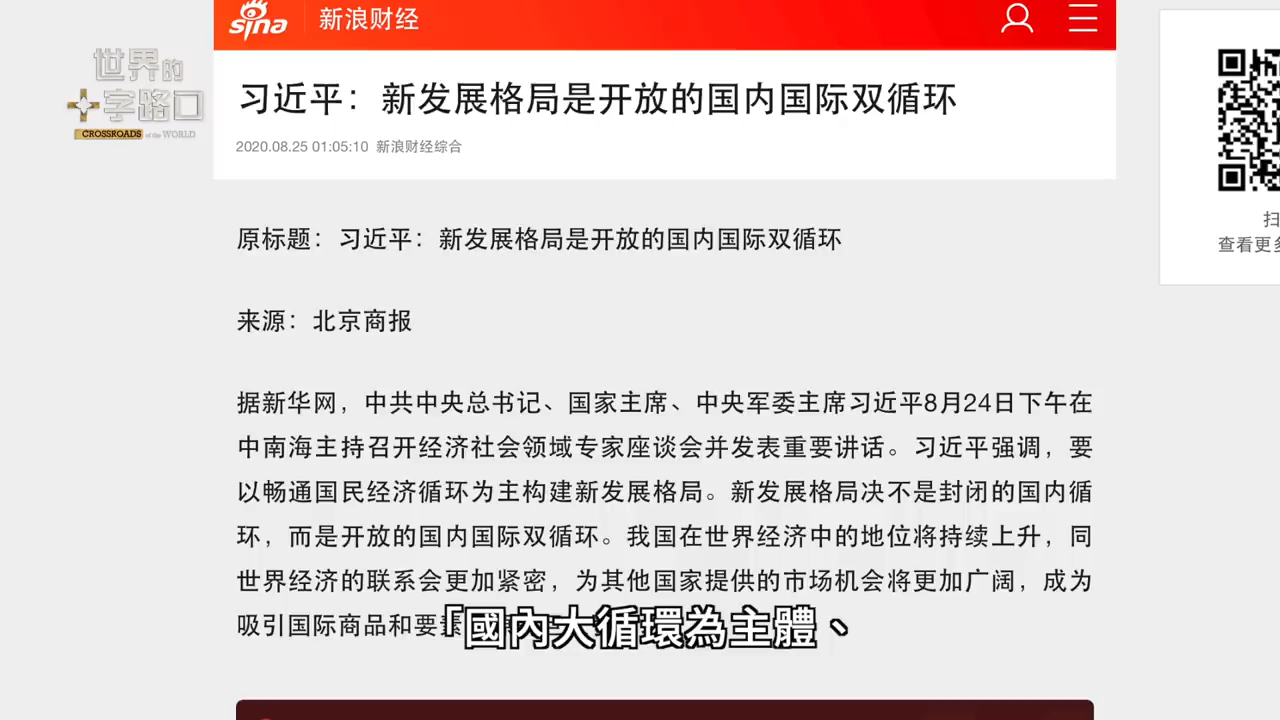 sina 新浪财经
世界的
十字路口
CROSSROADS of the WORLD
习近平：新发展格局是开放的国内国际双循环
2020.08.25 01:05:10 新浪财经综合
原标题：习近平：新发展格局是开放的国内国际双循环
来源：北京商报
据新华网，中共中央总书记、国家主席、中央军委主席习近平8月24日下午在
中南海主持召开经济社会领域专家座谈会并发表重要讲话。习近平强调，要
以畅通国民经济循环为主构建新发展格局。新发展格局决不是封闭的国内循
环，而是开放的国内国际双循环。我国在世界经济中的地位将持续上升，同
世界经济的联系会更加紧密，为其他国家提供的市场机会将更加广阔，成为
吸引国际商品和要
「國內大循環為主體、
扫
查看更多